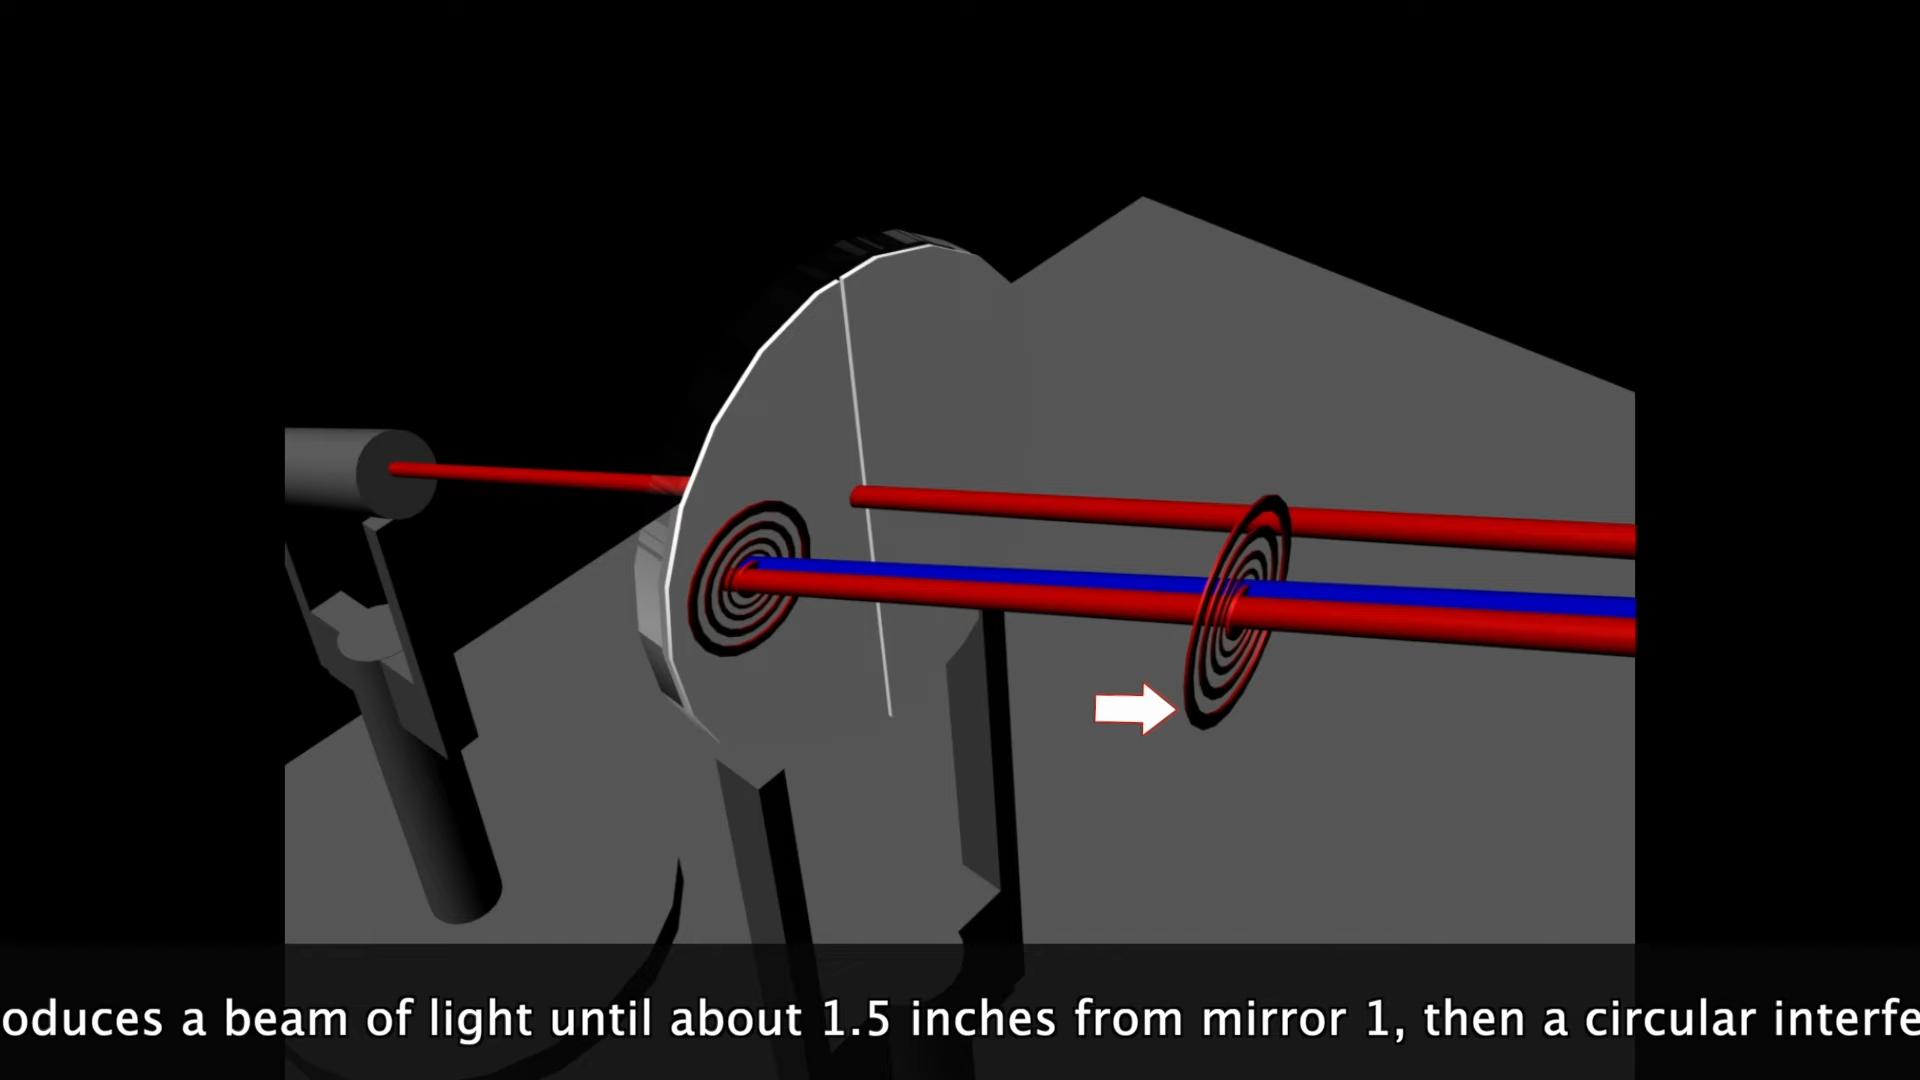 oduces a beam of light until about 1.5 inches from mirror 1, then a circular interfe